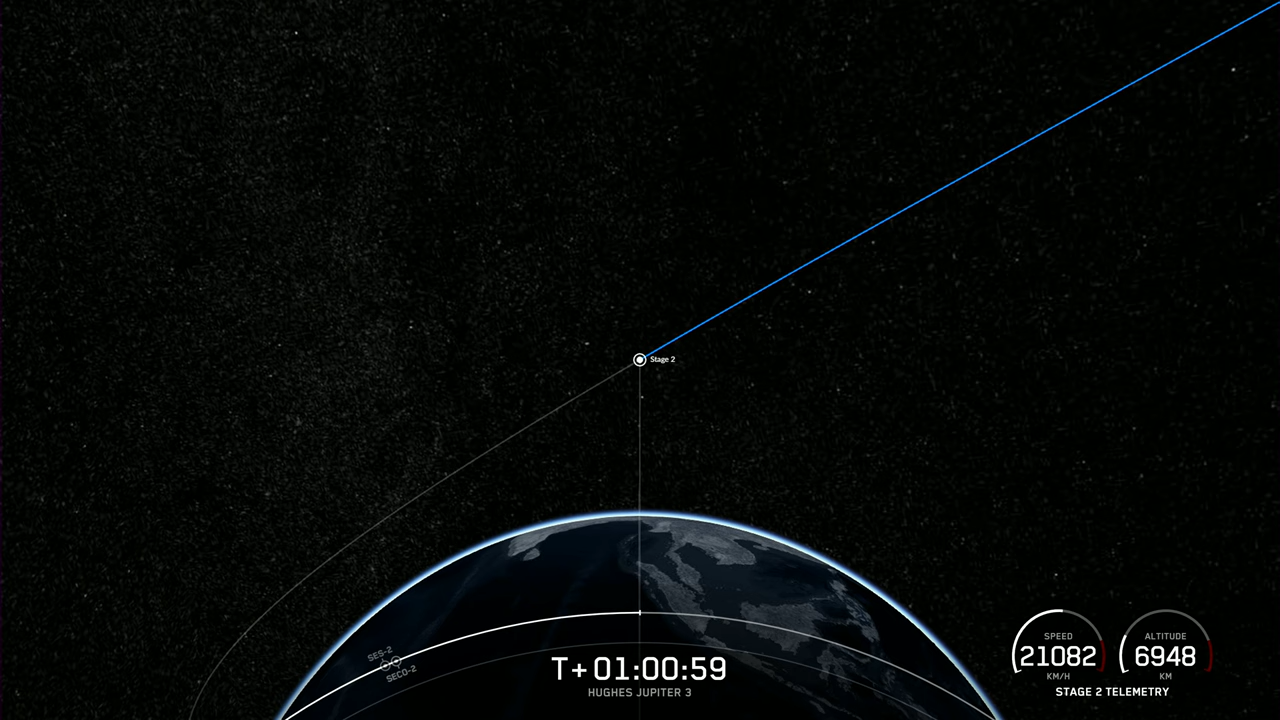 Stage 2
SES-2
SECO-2
T+01:00:59
HUGHES JUPITER 3
SPEED
21082
KM/H
ALTITUDE
6948
KM
STAGE 2 TELEMETRY